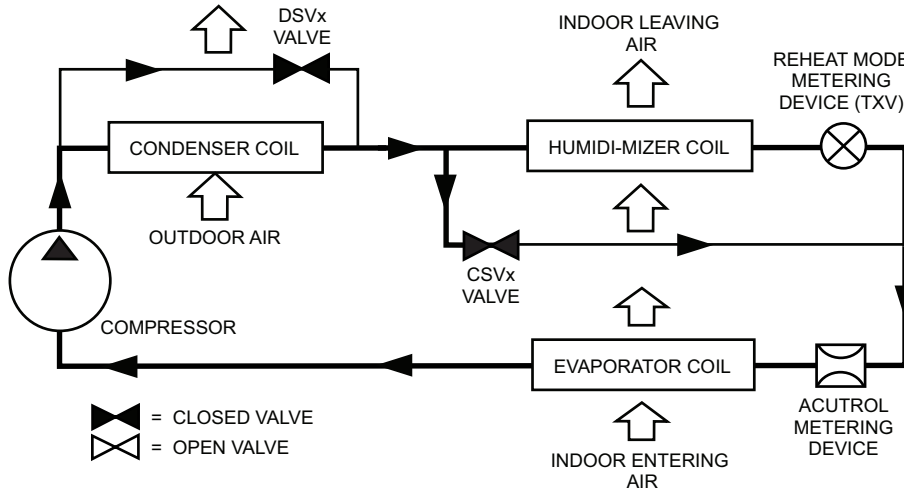 DSVx
VALVE
INDOOR LEAVING
AIR
REHEAT MODE
METERING
DEVICE (TXV)
CONDENSER COIL
HUMIDI-MIZER COIL
OUTDOOR AIR
CSVx
VALVE
COMPRESSOR
EVAPORATOR COIL
= CLOSED VALVE
= OPEN VALVE
ACUTROL
METERING
DEVICE
INDOOR ENTERING
AIR